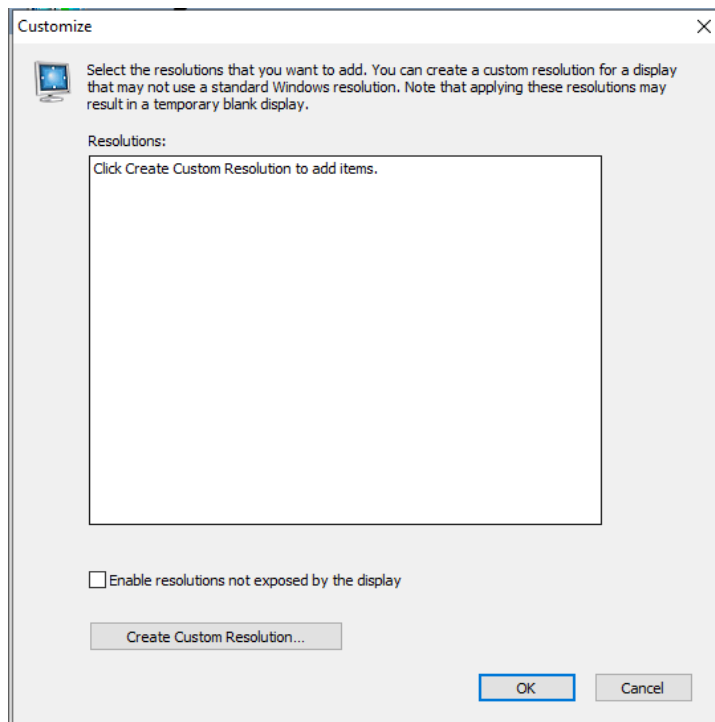 Customize
Select the resolutions that you want to add. You can create a custom resolution for a display
that may not use a standard Windows resolution. Note that applying these resolutions may
result in a temporary blank display.
Resolutions:
Click Create Custom Resolution to add items.
Enable resolutions not exposed by the display
Create Custom Resolution...
OK
Cancel